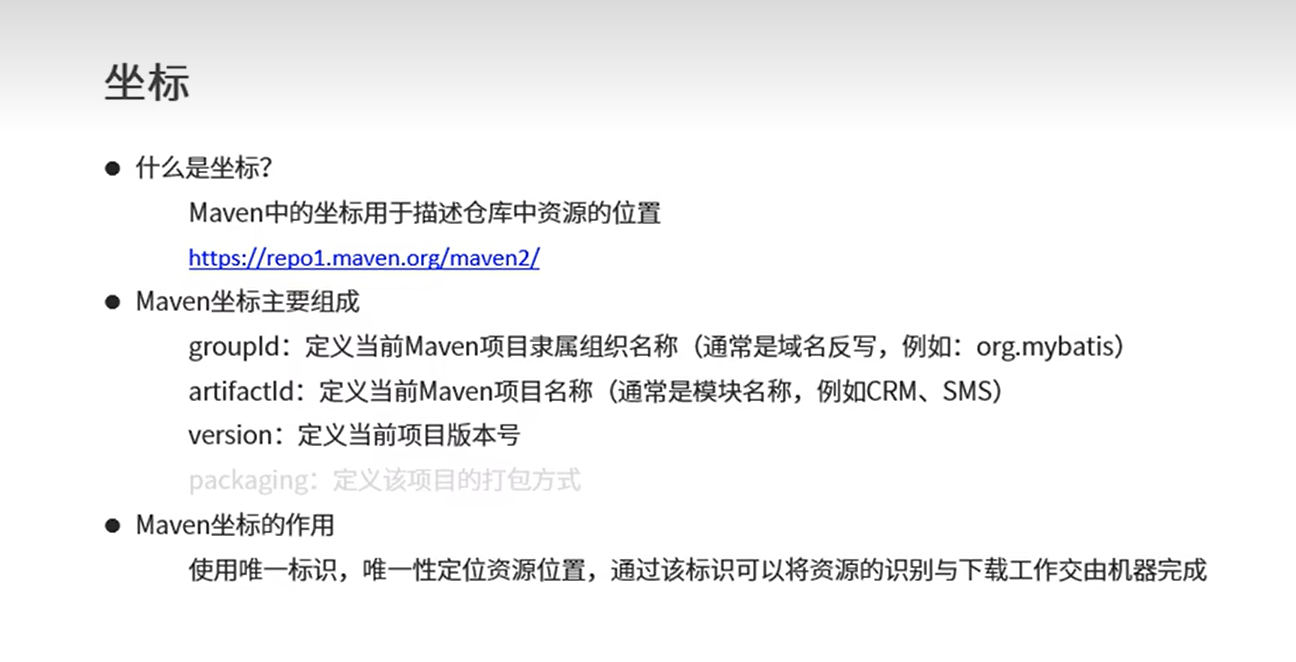 坐标
● 什么是坐标？
Maven中的坐标用于描述仓库中资源的位置
https://repo1.maven.org/maven2/
● Maven坐标主要组成
groupId：定义当前Maven项目隶属组织名称（通常是域名反写，例如：org.mybatis）
artifactId：定义当前Maven项目名称（通常是模块名称，例如CRM、SMS）
version：定义当前项目版本号
packaging：定义该项目的打包方式
● Maven坐标的作用
使用唯一标识，唯一性定位资源位置，通过该标识可以将资源的识别与下载工作交由机器完成